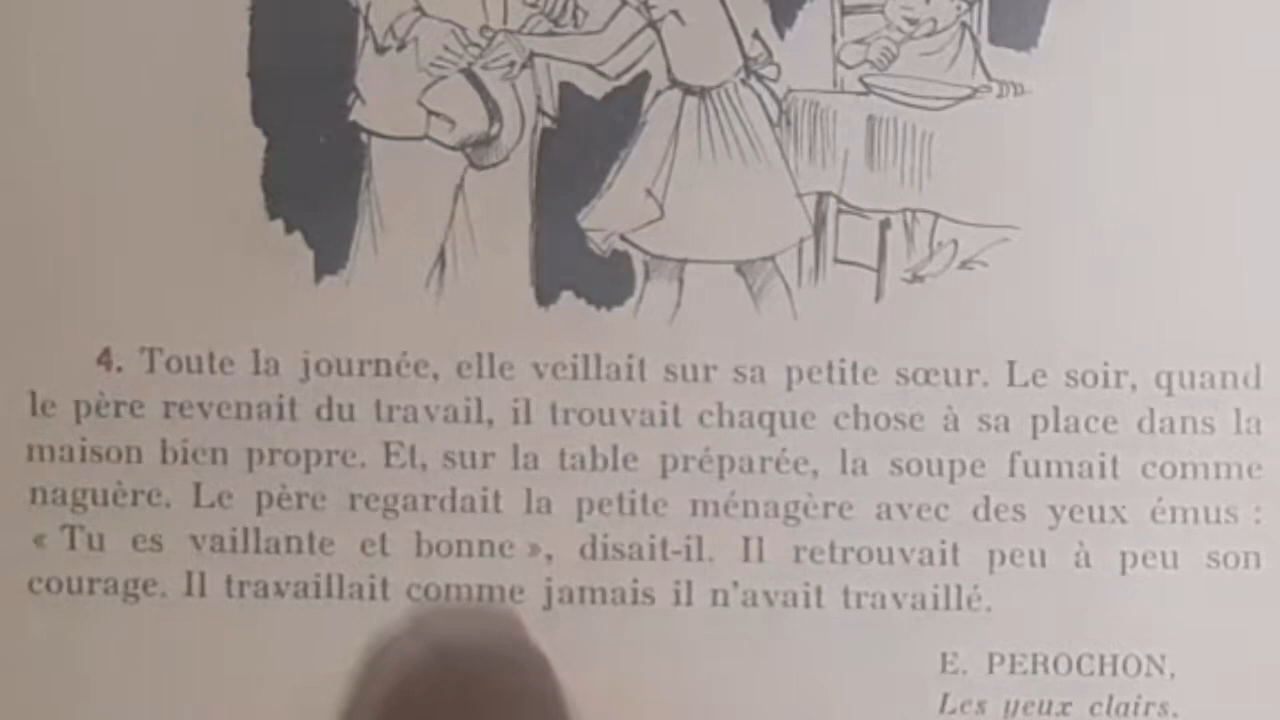 4. Toute la journée, elle veillait sur sa petite sœur. Le soir, quand
le père revenait du travail, il trouvait chaque chose à sa place dans la
maison bien propre. Et, sur la table préparée, la soupe fumait comme
naguère. Le père regardait la petite ménagère avec des yeux émus :
« Tu es vaillante et bonne », disait-il. Il retrouvait peu à peu son
courage. Il travaillait comme jamais il n'avait travaillé.
E. PEROCHON,
Les yeux clairs.